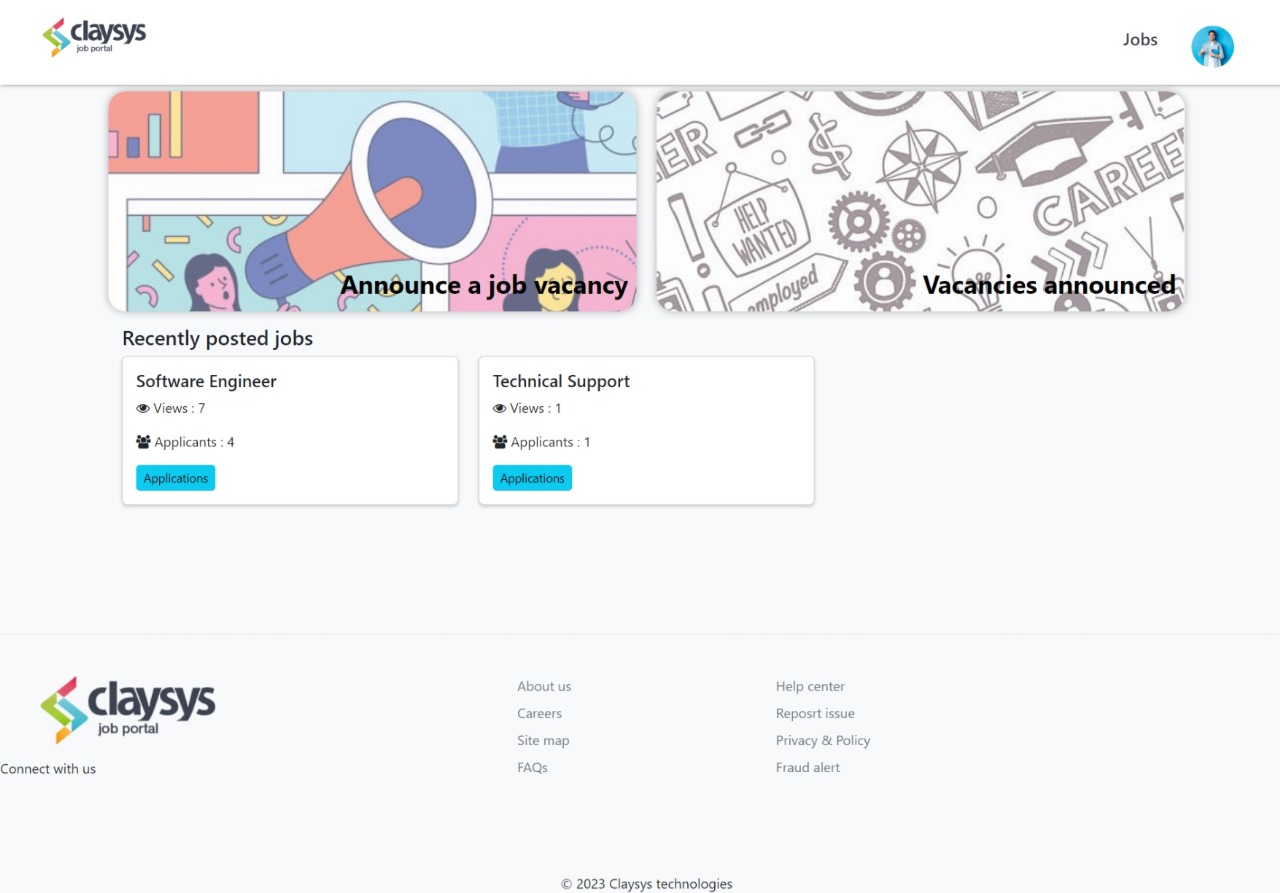 claysys
job portal
Jobs
Announce a job vacancy
ER
HELP
WANTED
employed
CAREE
Vacancies announced
Recently posted jobs
Software Engineer
Views : 7
Applicants : 4
Applications
Technical Support
Views : 1
Applicants : 1
Applications
claysys
job portal
Connect with us
About us
Careers
Site map
FAQs
Help center
Reposrt issue
Privacy & Policy
Fraud alert
© 2023 Claysys technologies